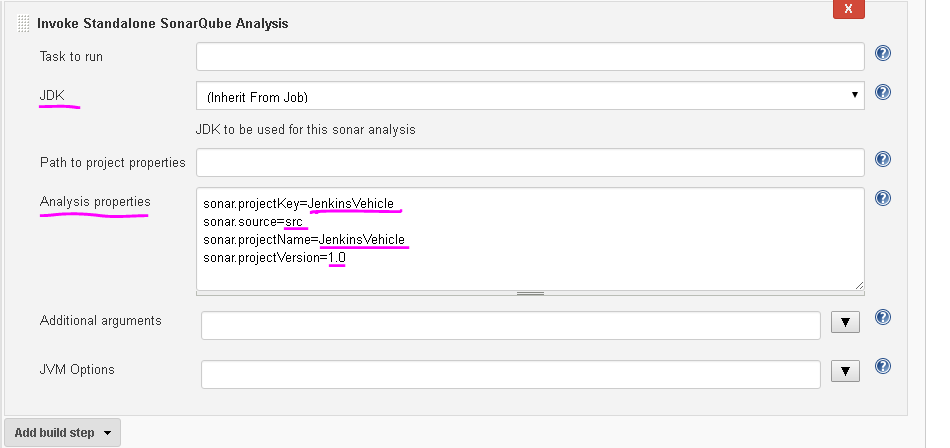 X
Invoke Standalone SonarQube Analysis
Task to run
JDK
(Inherit From Job)
JDK to be used for this sonar analysis
Path to project properties
Analysis properties
sonar.projectKey=JenkinsVehicle
sonar.source=src
sonar.projectName=JenkinsVehicle
sonar.projectVersion=1.0
Additional arguments
JVM Options
Add build step